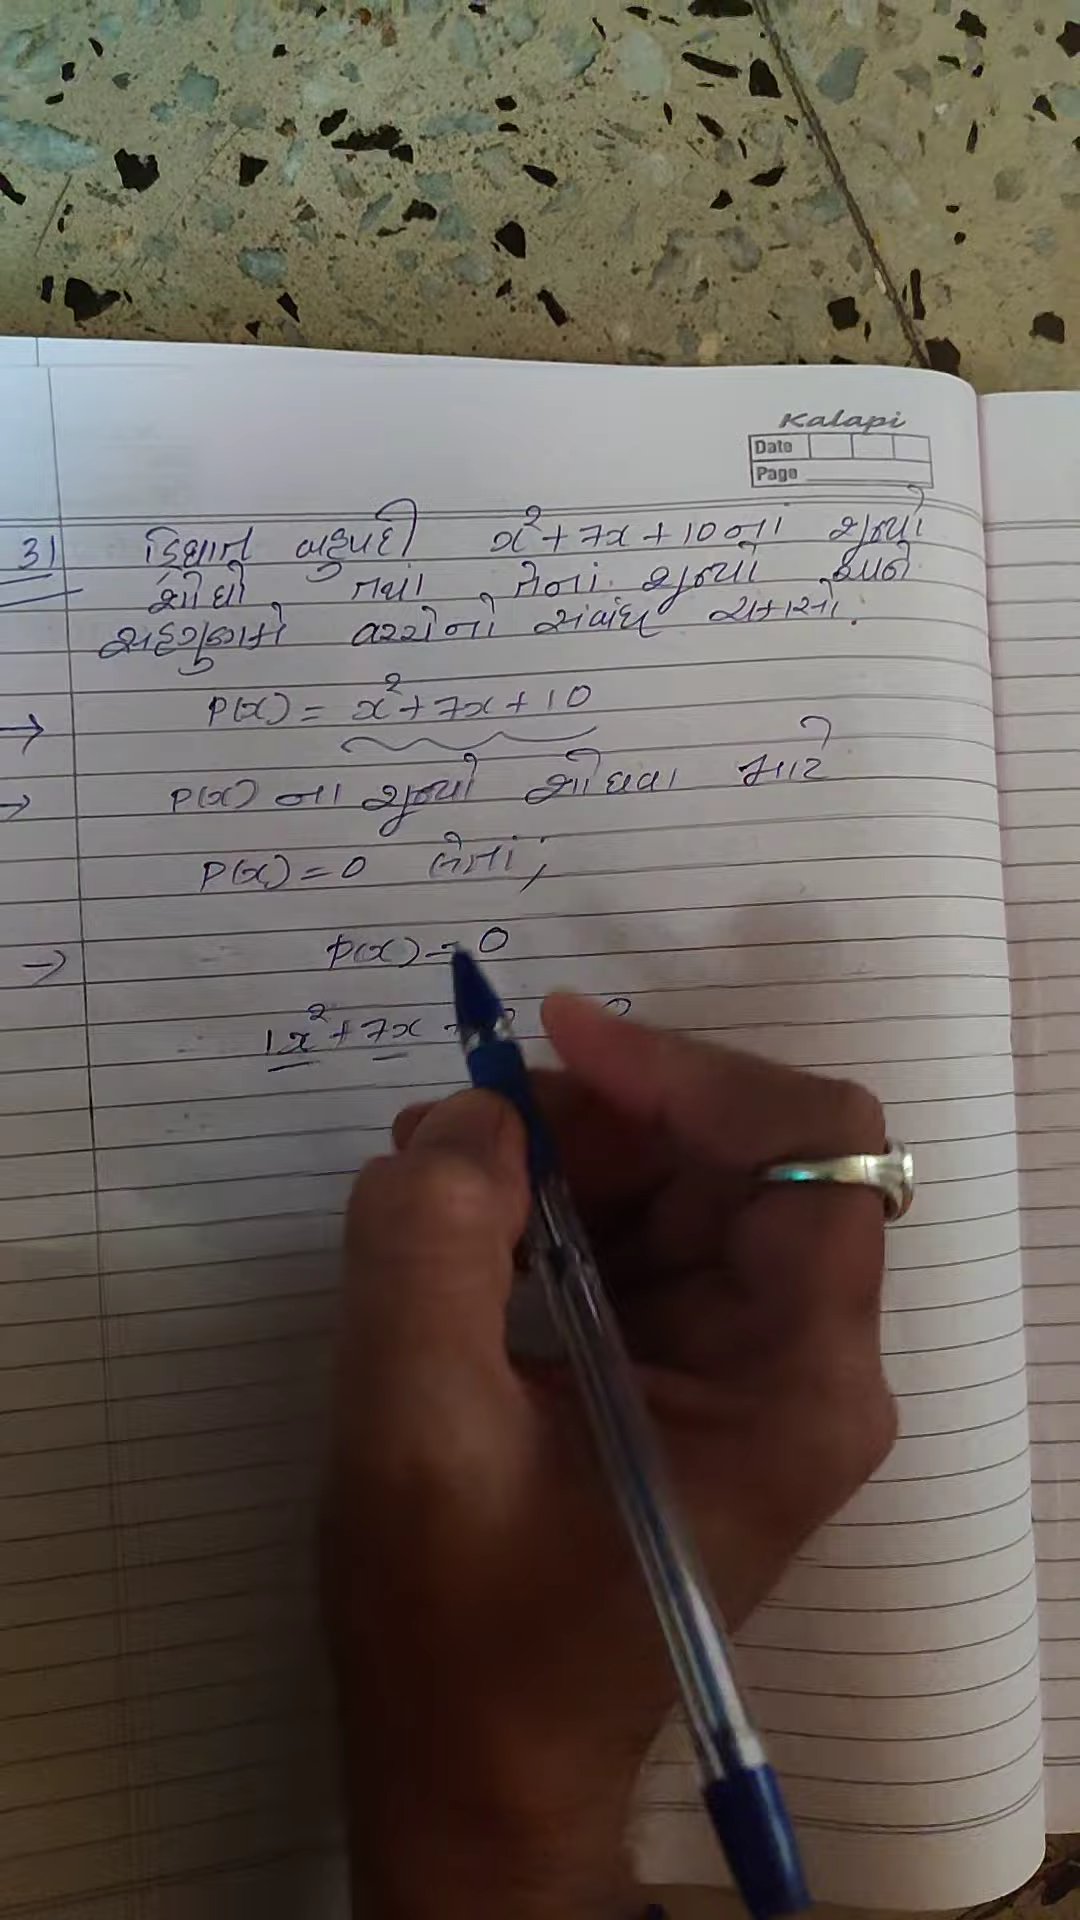 Kalapi
Date
Page
31 દ્વિઘાત બહુપદી x²+7x+10નાં શૂન્યો
શોધો તથા તેનાં શૂન્યો અને
સહગુણકો વચ્ચેનો સંબંધ ચકાસો.
→ P(x) = x²+7x+10
→ P(x) ના શૂન્યો શોધવા માટે
P(x)=0 લેતાં,
→ P(x) = 0
1x²+7x